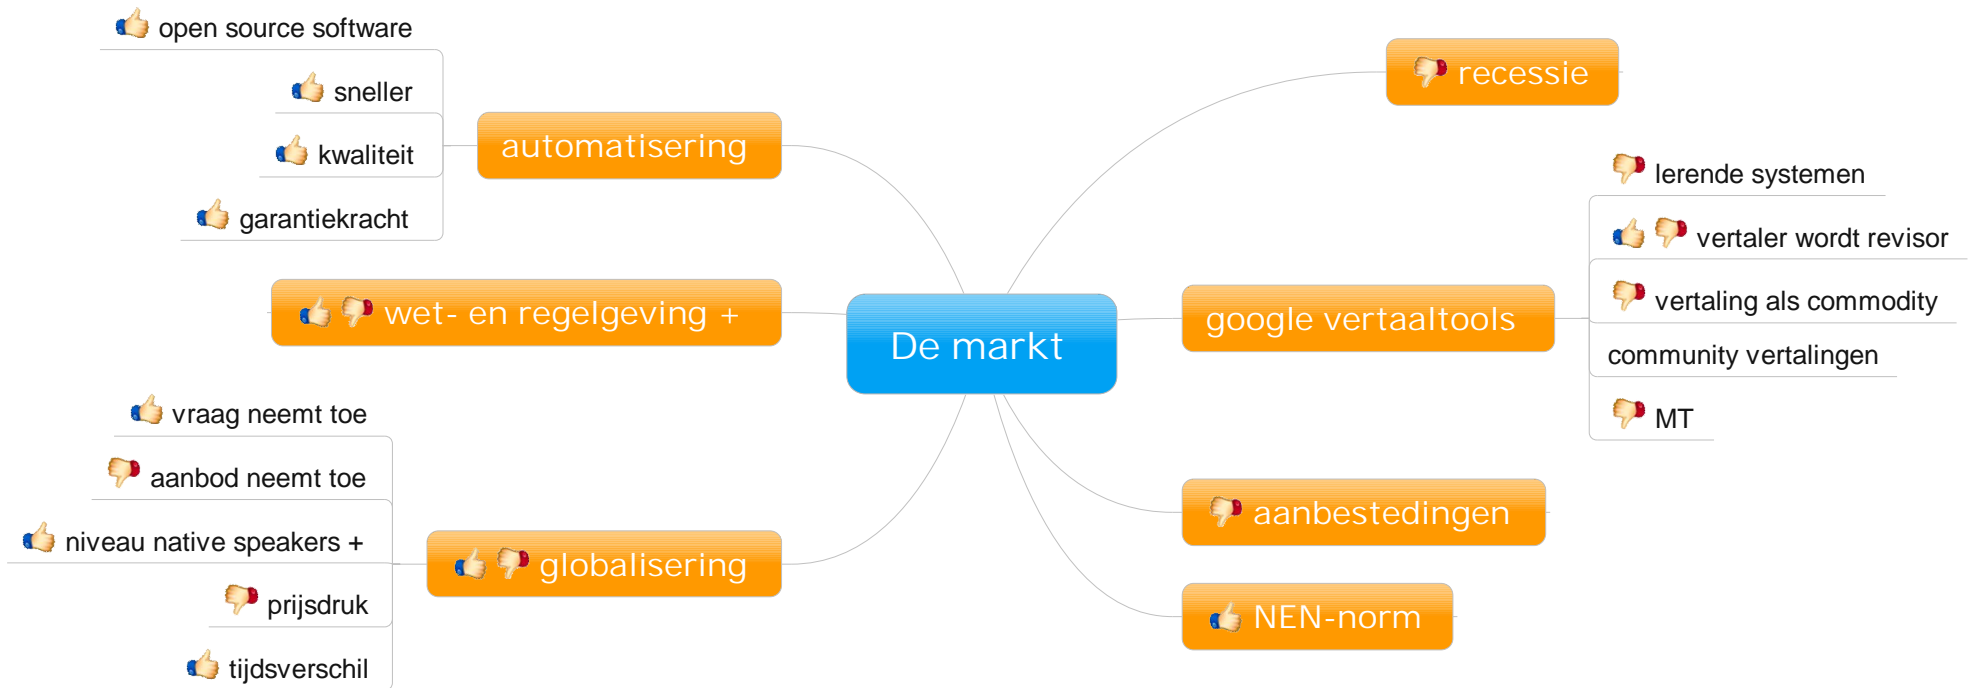 De markt
recessie
google vertaaltools
lerende systemen
vertaler wordt revisor
vertaling als commodity
community vertalingen
MT
aanbestedingen
NEN-norm
automatisering
open source software
sneller
kwaliteit
garantiekracht
wet- en regelgeving +
globalisering
vraag neemt toe
aanbod neemt toe
niveau native speakers +
prijsdruk
tijdsverschil